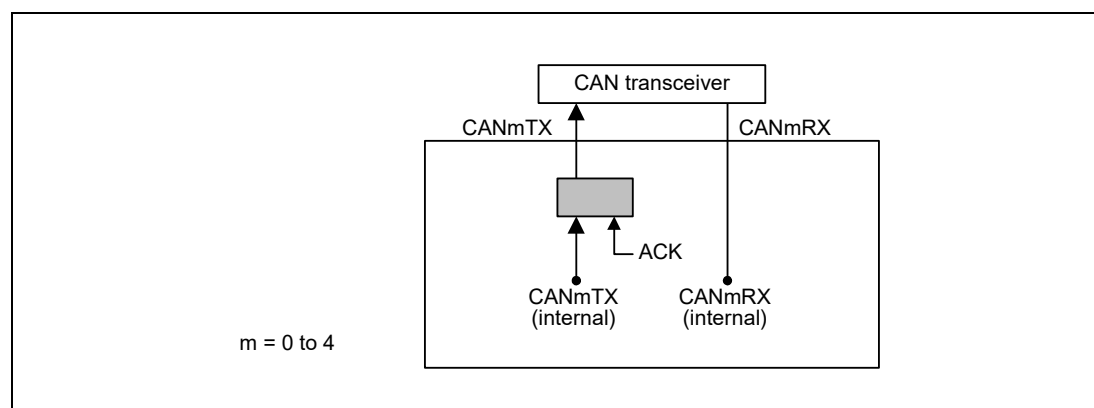 CAN transceiver
CANmTX
CANmRX
ACK
CANmTX
(internal)
CANmRX
(internal)
m = 0 to 4